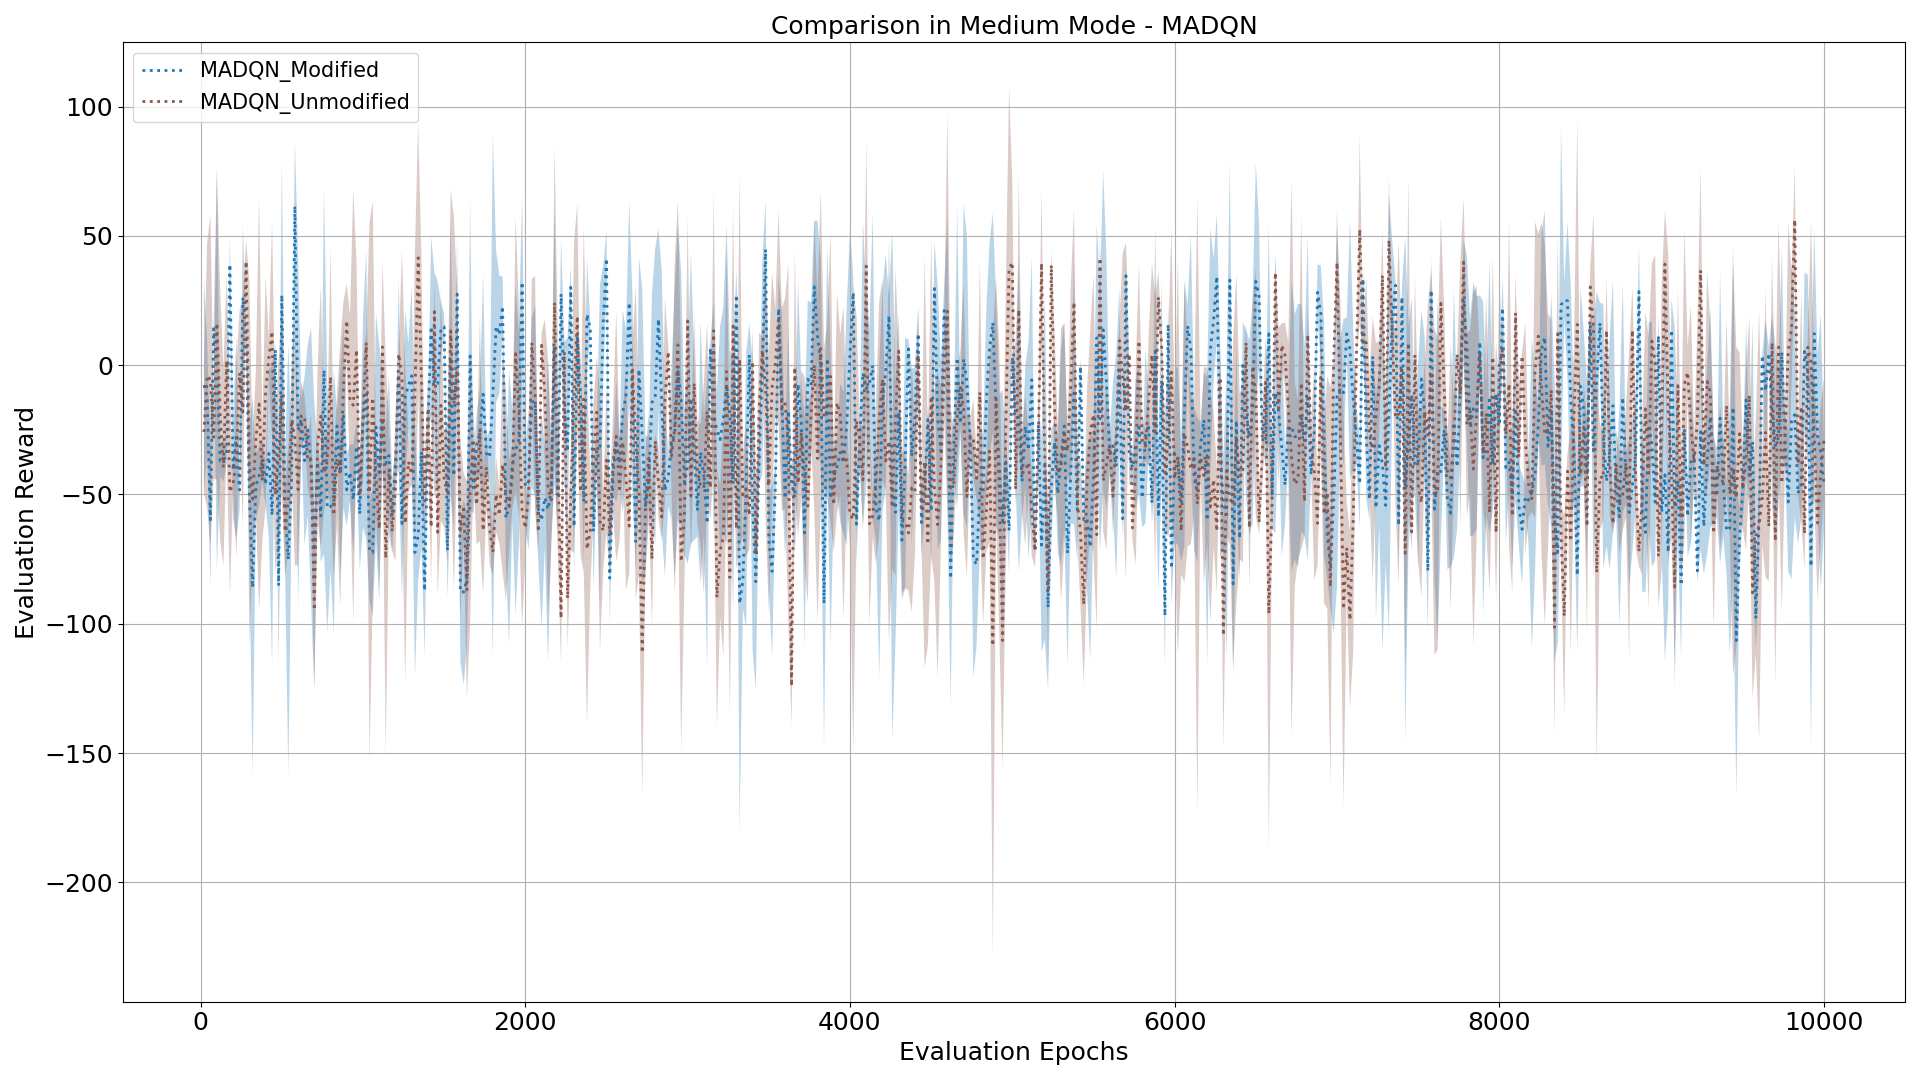 Comparison in Medium Mode - MADQN
MADQN_Modified
MADQN_Unmodified
100
50
0
−50
−100
−150
−200
Evaluation Reward
0 2000 4000 6000 8000 10000
Evaluation Epochs